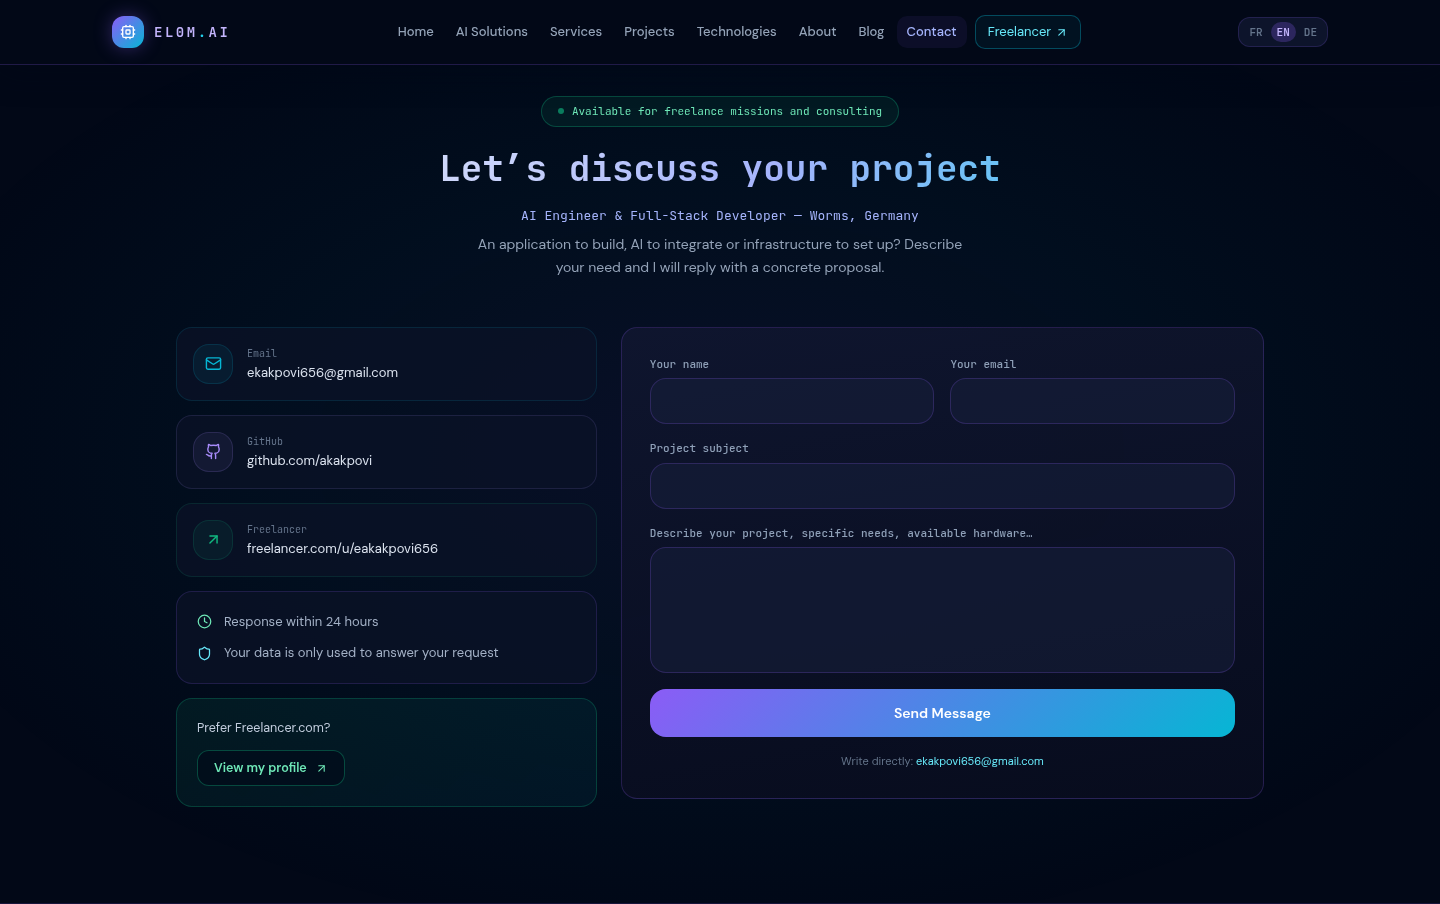 EL0M.AI
Home
AI Solutions
Services
Projects
Technologies
About
Blog
Contact
Freelancer
FR
EN
DE
Available for freelance missions and consulting
Let’s discuss your project
AI Engineer & Full-Stack Developer — Worms, Germany
An application to build, AI to integrate or infrastructure to set up? Describe
your need and I will reply with a concrete proposal.
Email
ekakpovi656@gmail.com
GitHub
github.com/akakpovi
Freelancer
freelancer.com/u/eakakpovi656
Response within 24 hours
Your data is only used to answer your request
Prefer Freelancer.com?
View my profile
Your name
Your email
Project subject
Describe your project, specific needs, available hardware…
Send Message
Write directly: ekakpovi656@gmail.com